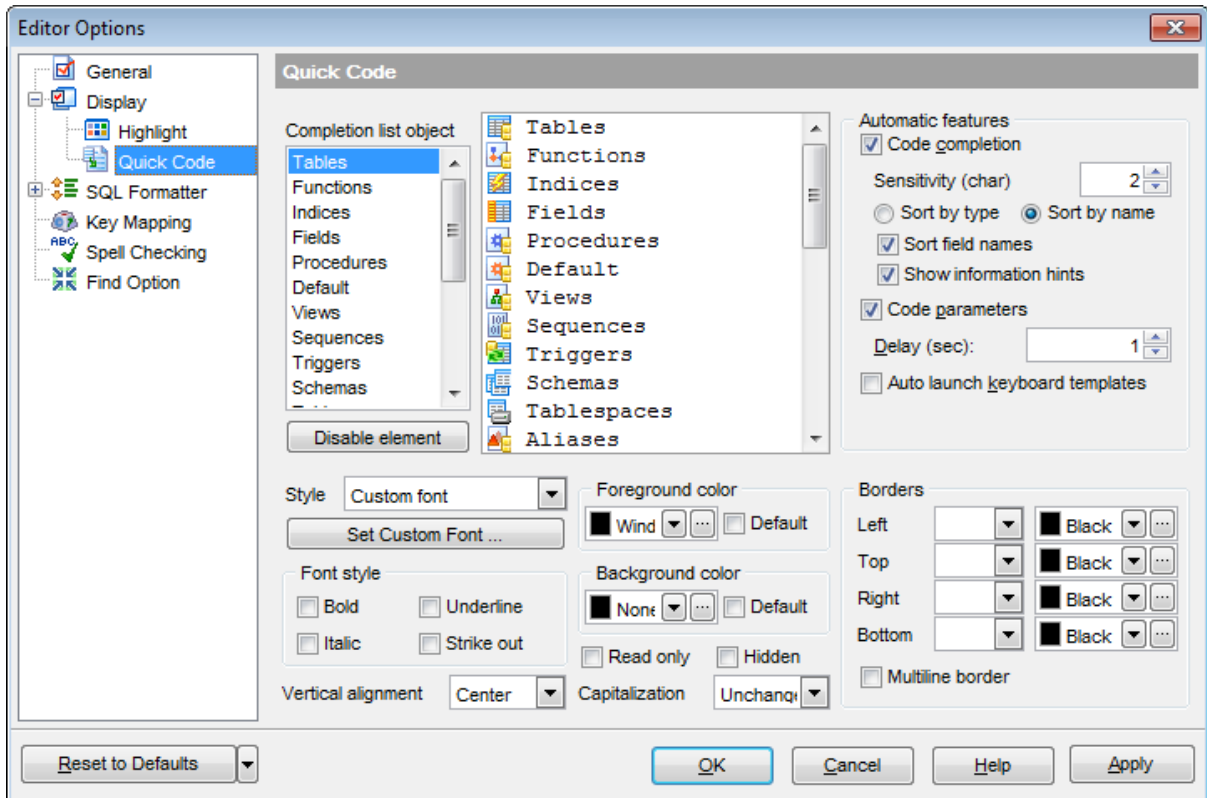 Editor Options
General
Display
Highlight
Quick Code
SQL Formatter
Key Mapping
ABC
Spell Checking
Find Option
Quick Code
Completion list object
Tables
Functions
Indices
Fields
Procedures
Default
Views
Sequences
Triggers
Schemas
Disable element
Tables
Functions
Indices
Fields
Procedures
Default
Views
Sequences
Triggers
Schemas
Tablespaces
Aliases
Automatic features
Code completion
Sensitivity (char) 2
Sort by type Sort by name
Sort field names
Show information hints
Code parameters
Delay (sec): 1
Auto launch keyboard templates
Style Custom font
Set Custom Font ...
Font style
Bold Underline
Italic Strike out
Vertical alignment Center
Foreground color
Wind ... Default
Background color
None ... Default
Read only Hidden
Capitalization Unchange
Borders
Left Black ...
Top Black ...
Right Black ...
Bottom Black ...
Multiline border
Reset to Defaults OK Cancel Help Apply